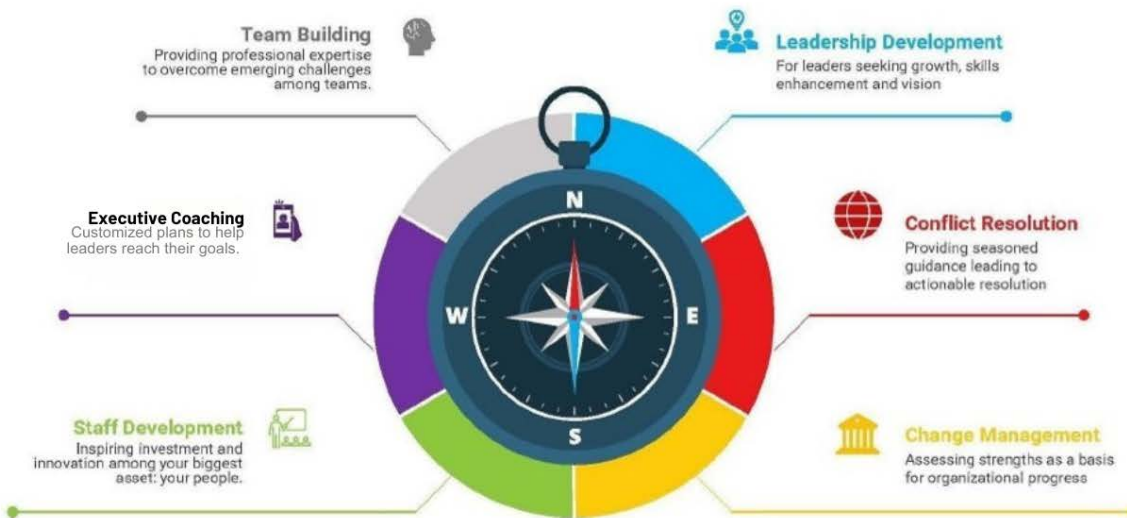 Team Building
Providing professional expertise
to overcome emerging challenges
among teams.
Leadership Development
For leaders seeking growth, skills
enhancement and vision
Executive Coaching
Customized plans to help
leaders reach their goals.
Conflict Resolution
Providing seasoned
guidance leading to
actionable resolution
Staff Development
Inspiring investment and
innovation among your biggest
asset: your people.
Change Management
Assessing strengths as a basis
for organizational progress
N
W
E
S